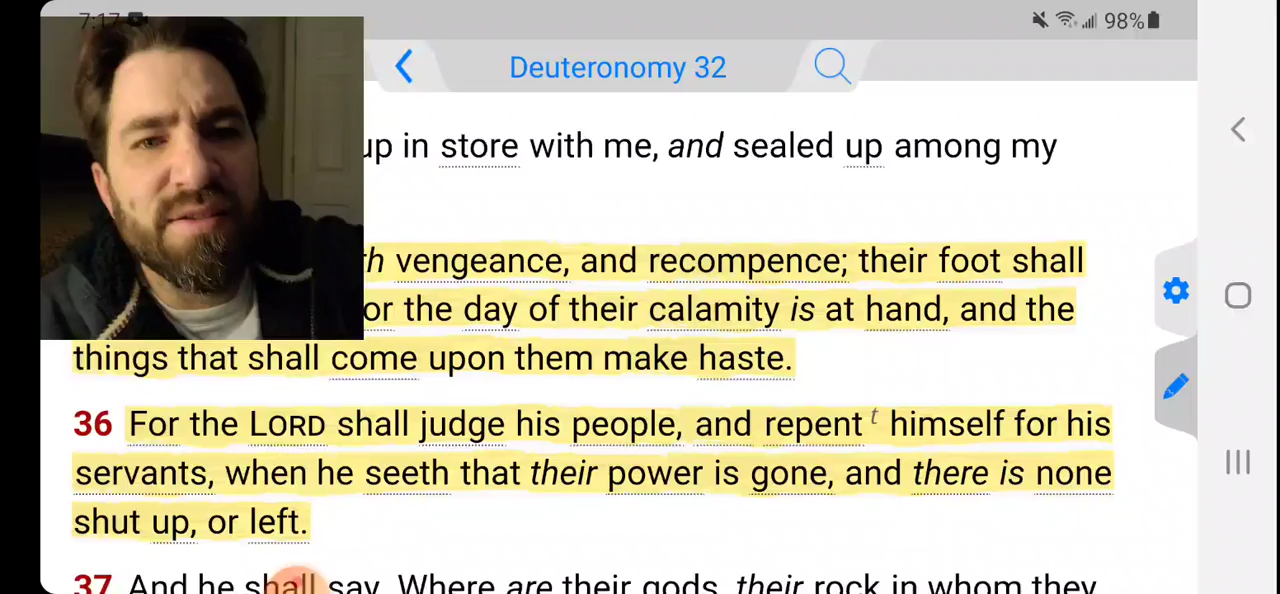 7:17
98%
Deuteronomy 32
up in store with me, and sealed up among my
vengeance, and recompence; their foot shall
or the day of their calamity is at hand, and the
things that shall come upon them make haste.
36 For the LORD shall judge his people, and repent t himself for his
servants, when he seeth that their power is gone, and there is none
shut up, or left.
37 And he shall say, Where are their gods, their rock in whom they